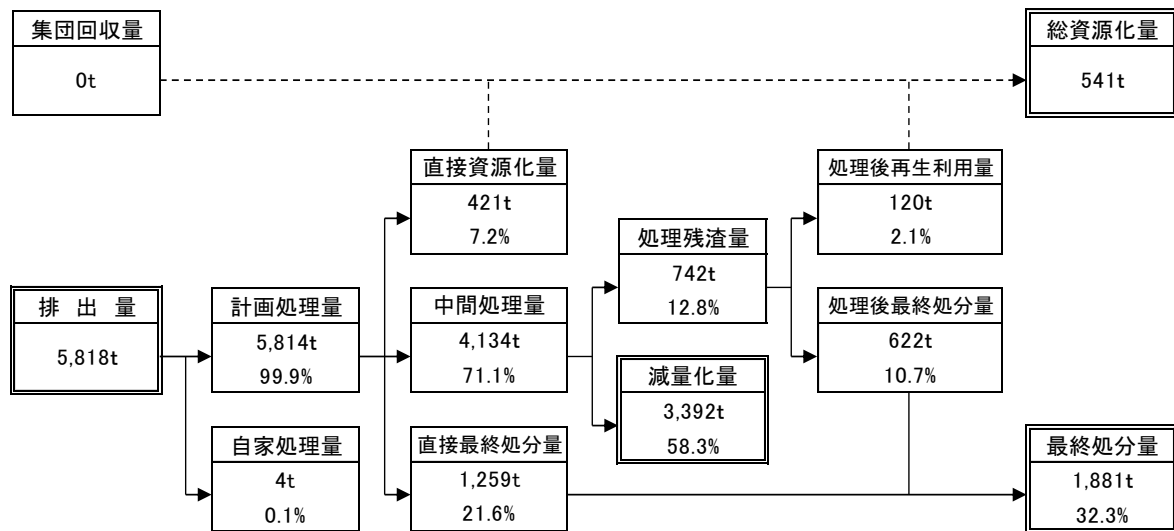 集団回収量
0t
総資源化量
541t
直接資源化量
421t
7.2%
処理後再生利用量
120t
2.1%
処理残渣量
742t
12.8%
排 出 量
5,818t
計画処理量
5,814t
99.9%
中間処理量
4,134t
71.1%
処理後最終処分量
622t
10.7%
減量化量
3,392t
58.3%
自家処理量
4t
0.1%
直接最終処分量
1,259t
21.6%
最終処分量
1,881t
32.3%